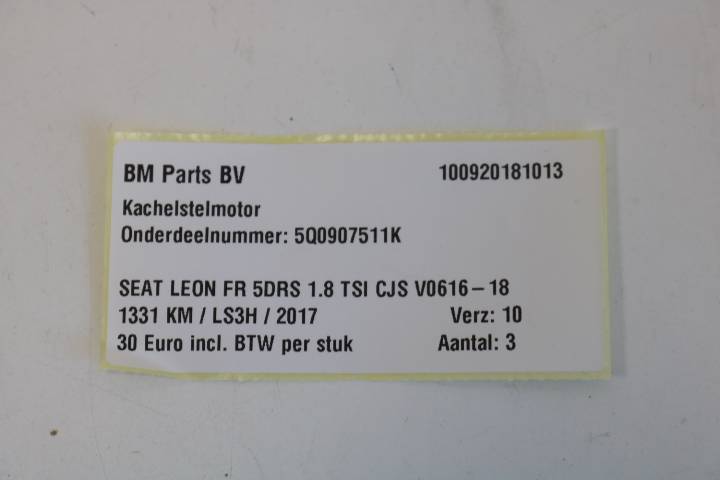 BM Parts BV 100920181013
Kachelstelmotor
Onderdeelnummer: 5Q0907511K
SEAT LEON FR 5DRS 1.8 TSI CJS V0616-18
1331 KM / LS3H / 2017 Verz: 10
30 Euro incl. BTW per stuk Aantal: 3